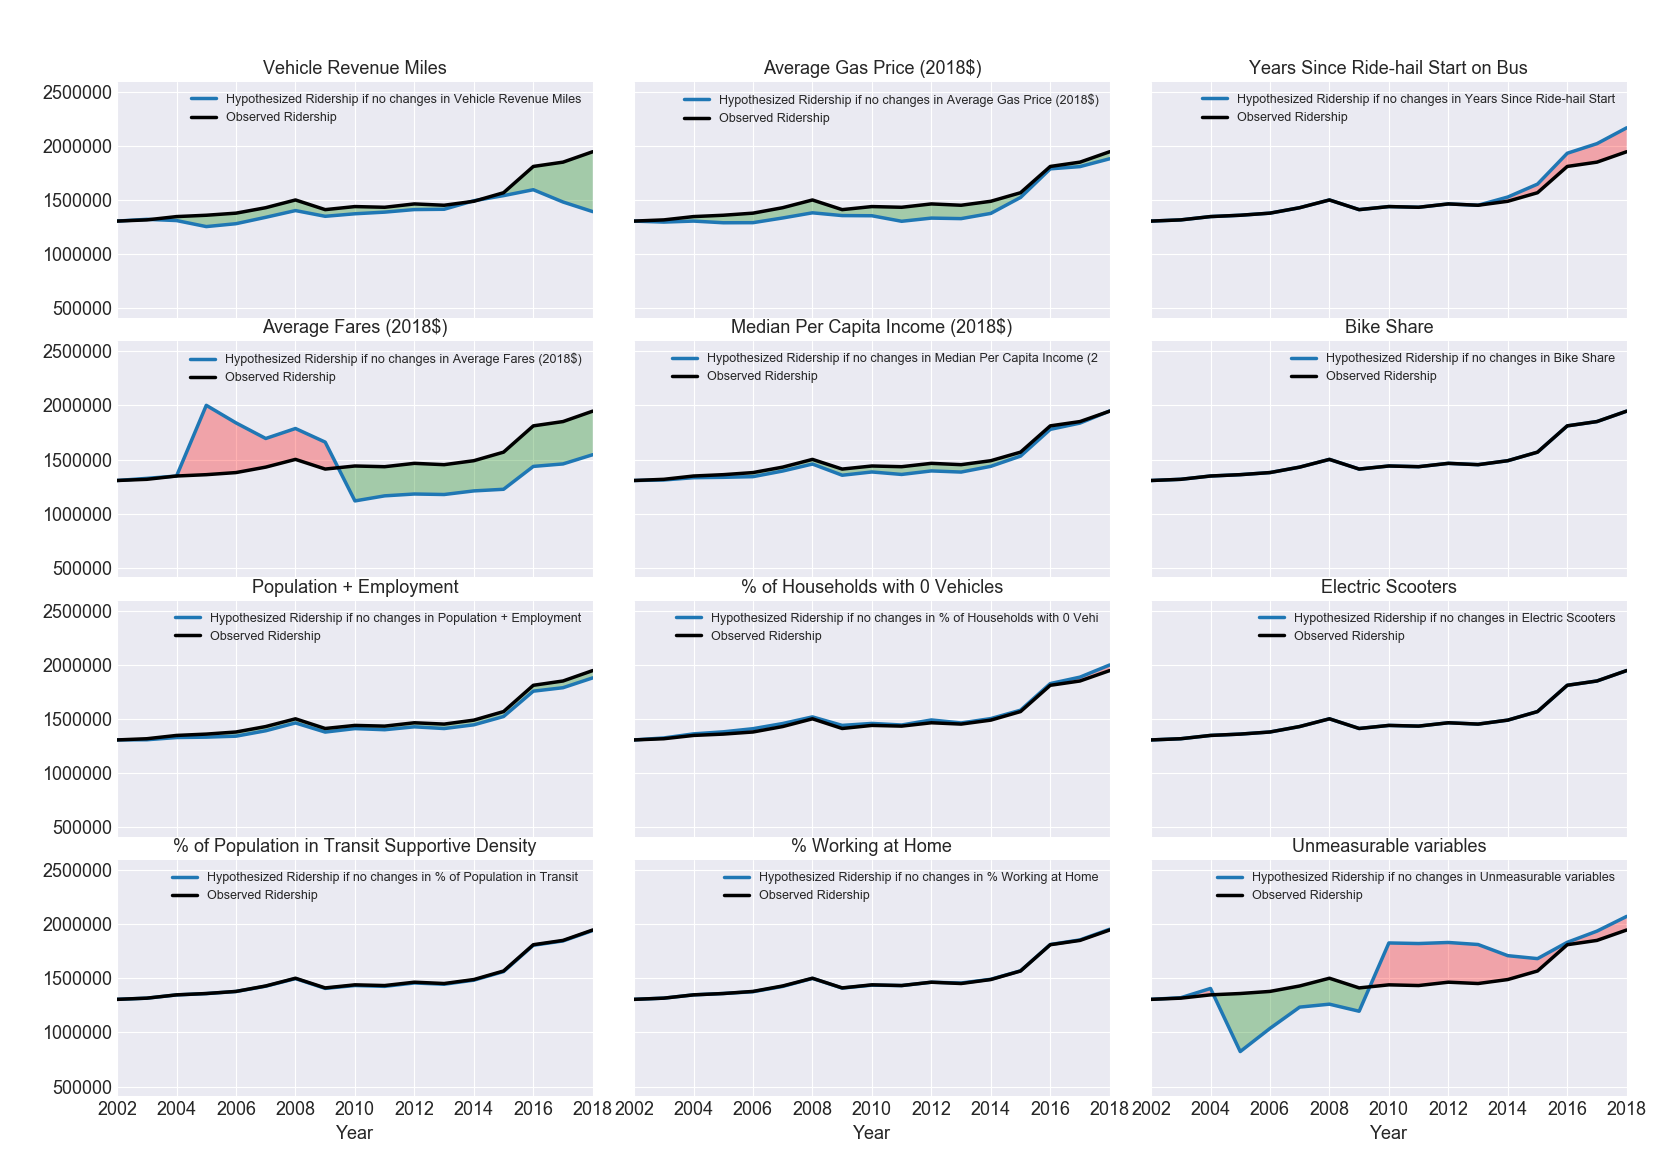 Vehicle Revenue Miles
2500000
2000000
1500000
1000000
500000
Hypothesized Ridership if no changes in Vehicle Revenue Miles
Observed Ridership
Average Gas Price (2018$)
Hypothesized Ridership if no changes in Average Gas Price (2018$)
Observed Ridership
Years Since Ride-hail Start on Bus
Hypothesized Ridership if no changes in Years Since Ride-hail Start
Observed Ridership
Average Fares (2018$)
2500000
2000000
1500000
1000000
500000
Hypothesized Ridership if no changes in Average Fares (2018$)
Observed Ridership
Median Per Capita Income (2018$)
Hypothesized Ridership if no changes in Median Per Capita Income (2
Observed Ridership
Bike Share
Hypothesized Ridership if no changes in Bike Share
Observed Ridership
Population + Employment
2500000
2000000
1500000
1000000
500000
Hypothesized Ridership if no changes in Population + Employment
Observed Ridership
% of Households with 0 Vehicles
Hypothesized Ridership if no changes in % of Households with 0 Vehi
Observed Ridership
Electric Scooters
Hypothesized Ridership if no changes in Electric Scooters
Observed Ridership
% of Population in Transit Supportive Density
2500000
2000000
1500000
1000000
500000
Hypothesized Ridership if no changes in % of Population in Transit
Observed Ridership
2002 2004 2006 2008 2010 2012 2014 2016 2018
Year
% Working at Home
Hypothesized Ridership if no changes in % Working at Home
Observed Ridership
2002 2004 2006 2008 2010 2012 2014 2016 2018
Year
Unmeasurable variables
Hypothesized Ridership if no changes in Unmeasurable variables
Observed Ridership
2002 2004 2006 2008 2010 2012 2014 2016 2018
Year